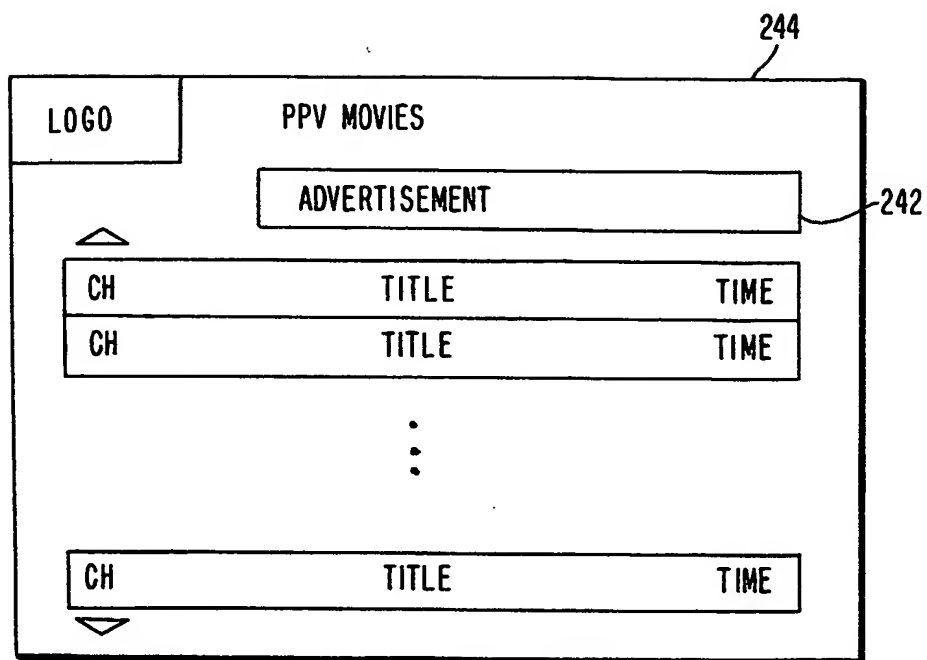 244
LOGO PPV MOVIES
ADVERTISEMENT 242
CH TITLE TIME
CH TITLE TIME
CH TITLE TIME